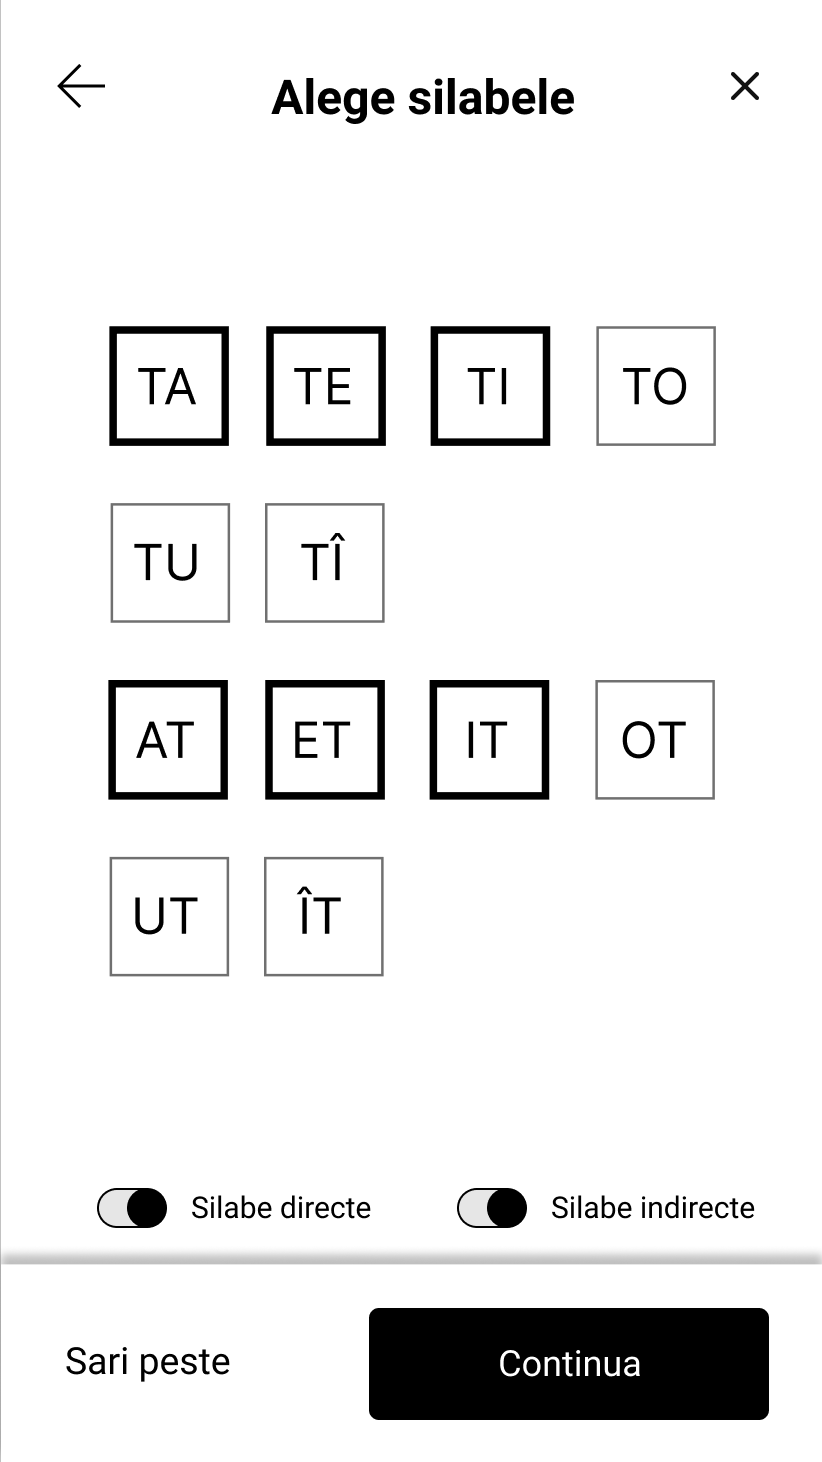 Alege silabele
TA TE TI TO
TU TÎ
AT ET IT OT
UT ÎT
Silabe directe Silabe indirecte
Sari peste Continua